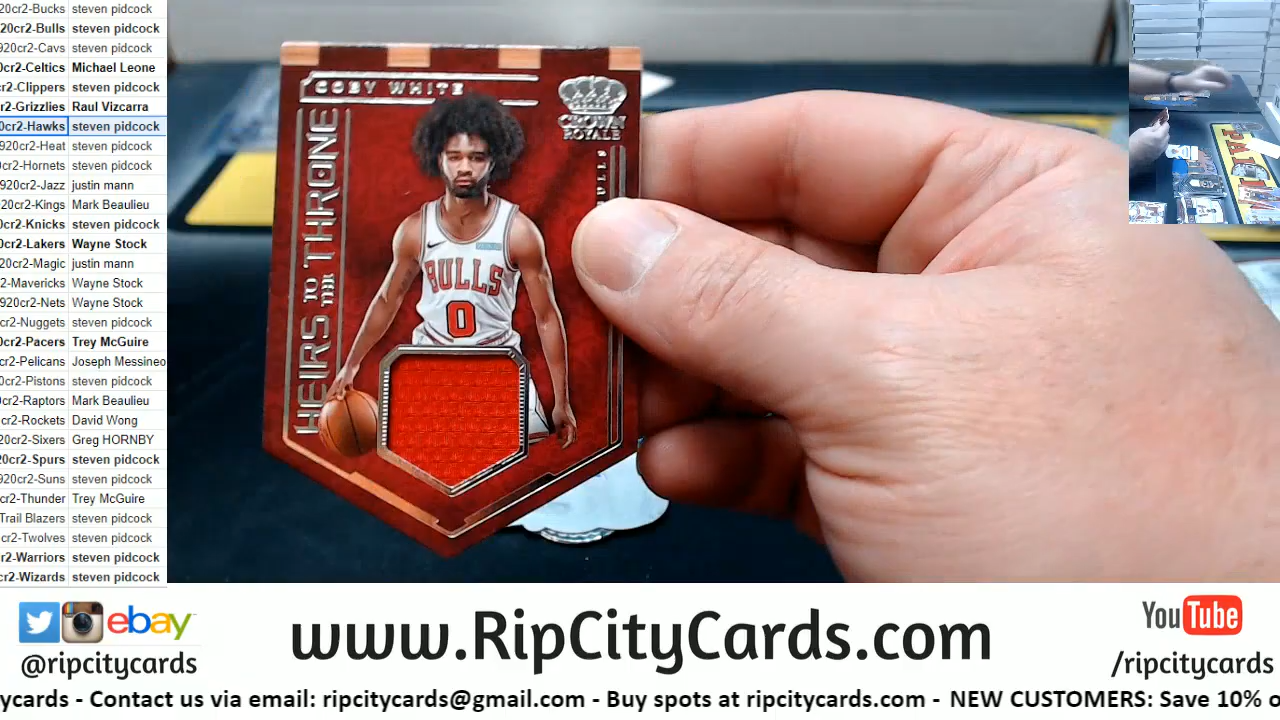 20cr2-Bucks steven pidcock
20cr2-Bulls steven pidcock
920cr2-Cavs steven pidcock
0cr2-Celtics Michael Leone
cr2-Clippers steven pidcock
r2-Grizzlies Raul Vizcarra
0cr2-Hawks steven pidcock
920cr2-Heat steven pidcock
0cr2-Hornets steven pidcock
920cr2-Jazz justin mann
20cr2-Kings Mark Beaulieu
cr2-Knicks steven pidcock
0cr2-Lakers Wayne Stock
20cr2-Magic justin mann
2-Mavericks Wayne Stock
920cr2-Nets Wayne Stock
cr2-Nuggets steven pidcock
0cr2-Pacers Trey McGuire
cr2-Pelicans Joseph Messineo
0cr2-Pistons steven pidcock
0cr2-Raptors Mark Beaulieu
cr2-Rockets David Wong
20cr2-Sixers Greg HORNBY
20cr2-Spurs steven pidcock
920cr2-Suns steven pidcock
cr2-Thunder Trey McGuire
Trail Blazers steven pidcock
cr2-Twolves steven pidcock
r2-Warriors steven pidcock
cr2-Wizards steven pidcock
COBY WHITE
CROWN
ROYALE
HEIRS TO THE THRONE
BULLS
0
ebay
@ripcitycards
www.RipCityCards.com
YouTube
/ripcitycards
ycards - Contact us via email: ripcitycards@gmail.com - Buy spots at ripcitycards.com - NEW CUSTOMERS: Save 10% o